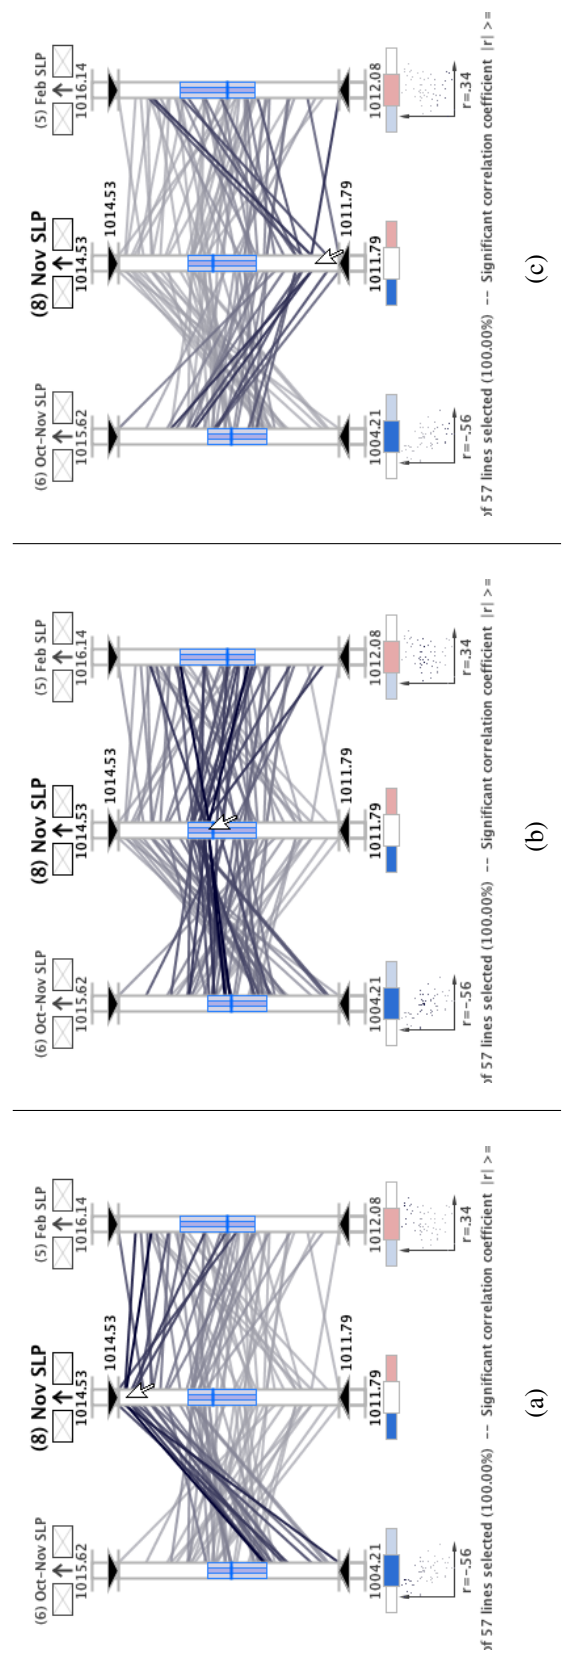 (6) Oct-Nov SLP (8) Nov SLP (5) Feb SLP
1015.62 1014.53 1016.14
1014.53
1011.79
1004.21 1011.79 1012.08
r=-.56 r=.34
of 57 lines selected (100.00%) -- Significant correlation coefficient |r| >=
(a)
(6) Oct-Nov SLP (8) Nov SLP (5) Feb SLP
1015.62 1014.53 1016.14
1014.53
1011.79
1004.21 1011.79 1012.08
r=-.56 r=.34
of 57 lines selected (100.00%) -- Significant correlation coefficient |r| >=
(b)
(6) Oct-Nov SLP (8) Nov SLP (5) Feb SLP
1015.62 1014.53 1016.14
1014.53
1011.79
1004.21 1011.79 1012.08
r=-.56 r=.34
of 57 lines selected (100.00%) -- Significant correlation coefficient |r| >=
(c)